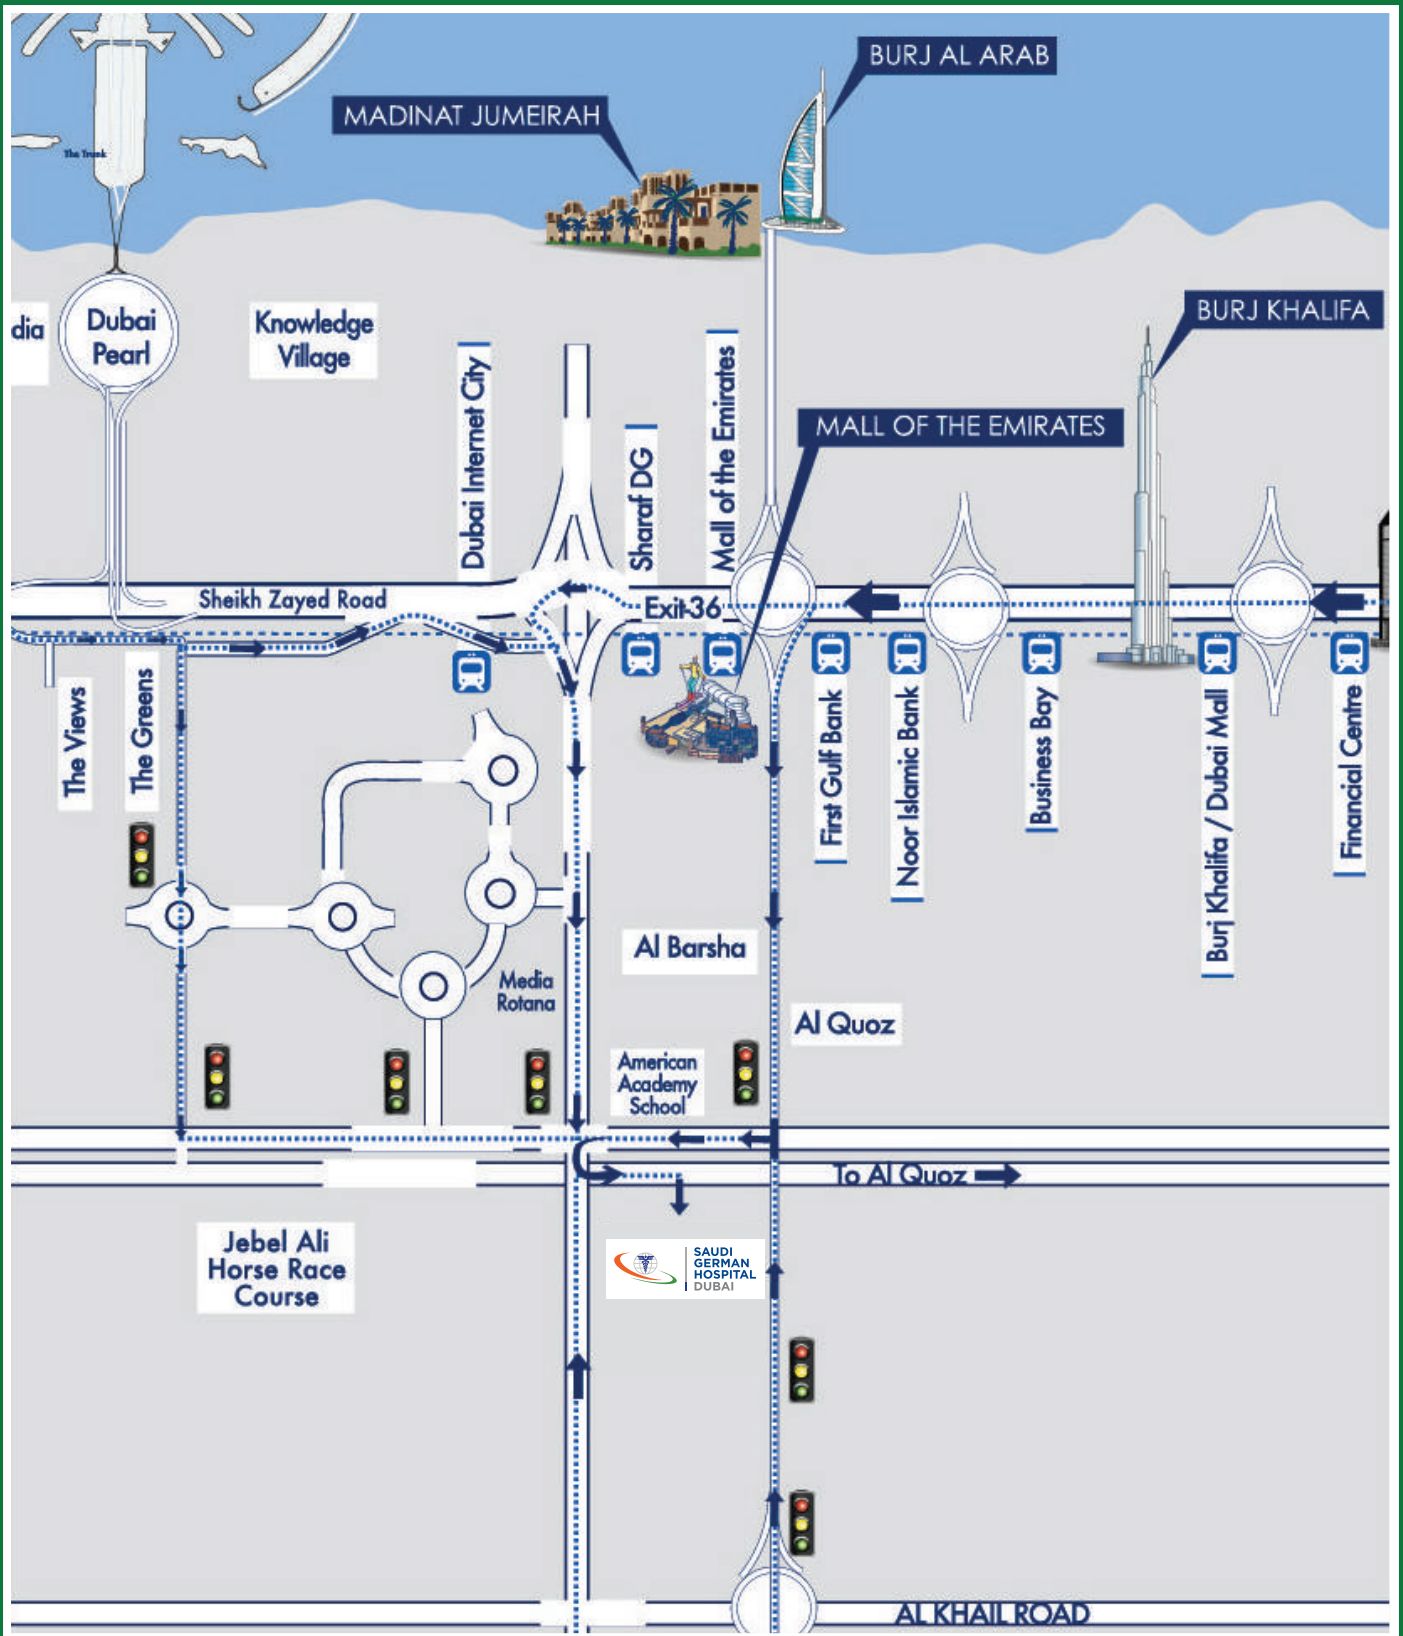 BURJ AL ARAB
MADINAT JUMEIRAH
The Trunk
BURJ KHALIFA
dia
Dubai
Pearl
Knowledge
Village
Dubai Internet City
Sharaf DG
Mall of the Emirates
MALL OF THE EMIRATES
Sheikh Zayed Road
Exit-36
The Views
The Greens
First Gulf Bank
Noor Islamic Bank
Business Bay
Burj Khalifa / Dubai Mall
Financial Centre
Al Barsha
Media
Rotana
Al Quoz
American
Academy
School
To Al Quoz
Jebel Ali
Horse Race
Course
SAUDI
GERMAN
HOSPITAL
DUBAI
AL KHAIL ROAD